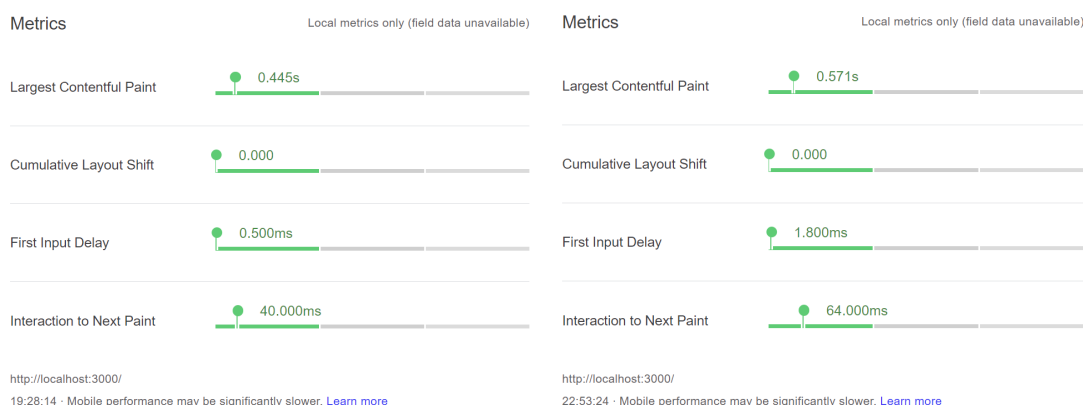 Metrics
Local metrics only (field data unavailable)
Largest Contentful Paint
0.445s
Cumulative Layout Shift
0.000
First Input Delay
0.500ms
Interaction to Next Paint
40.000ms
http://localhost:3000/
19:28:14 · Mobile performance may be significantly slower. Learn more
Metrics
Local metrics only (field data unavailable)
Largest Contentful Paint
0.571s
Cumulative Layout Shift
0.000
First Input Delay
1.800ms
Interaction to Next Paint
64.000ms
http://localhost:3000/
22:53:24 · Mobile performance may be significantly slower. Learn more